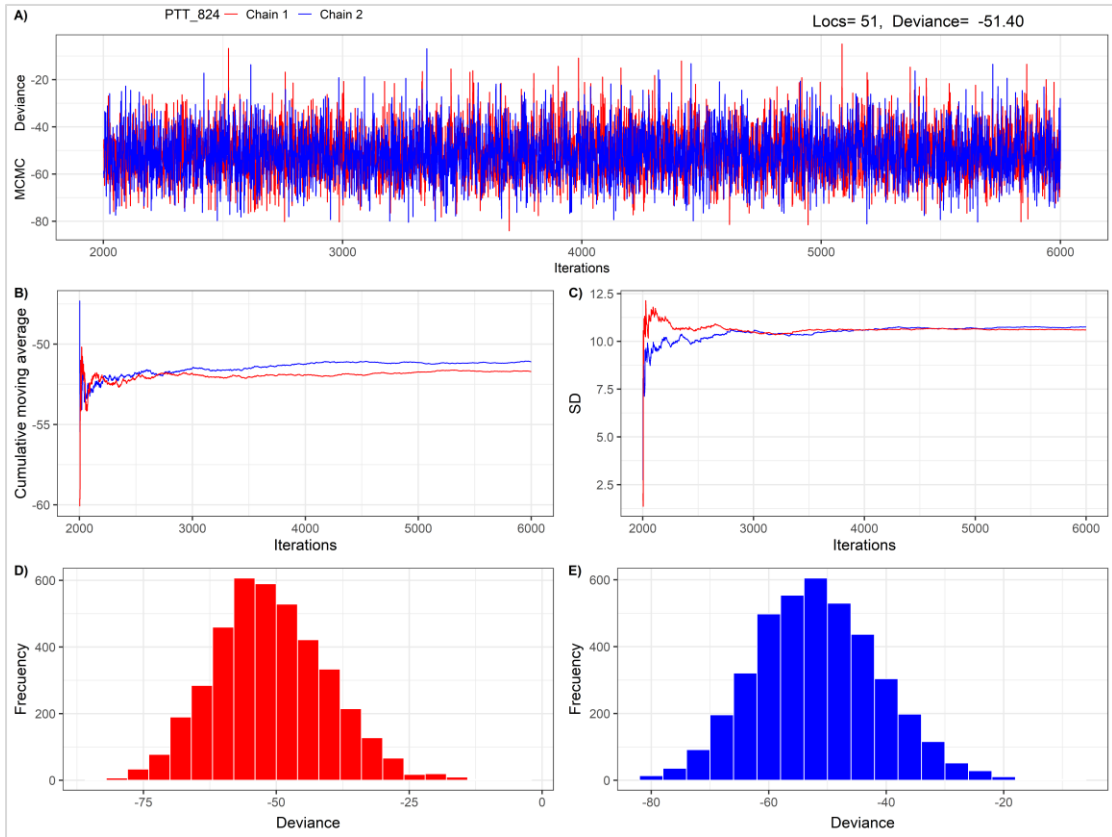 A) PTT_824 Chain 1 Chain 2 Locs= 51, Deviance= -51.40
MCMC Deviance
-20
-40
-60
-80
2000 3000 4000 5000 6000
Iterations
B)
Cumulative moving average
-50
-55
-60
2000 3000 4000 5000 6000
Iterations
C)
SD
12.5
10.0
7.5
5.0
2.5
2000 3000 4000 5000 6000
Iterations
D)
Frecuency
600
400
200
0
-75 -50 -25 0
Deviance
E)
Frecuency
600
400
200
0
-80 -60 -40 -20
Deviance